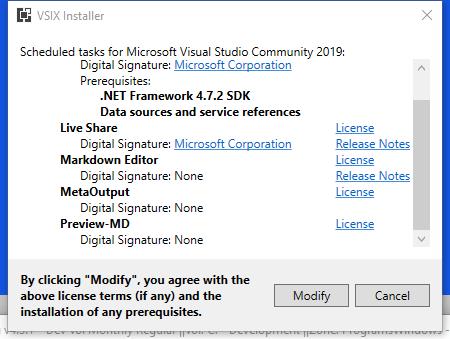 VSIX Installer
Scheduled tasks for Microsoft Visual Studio Community 2019:
Digital Signature: Microsoft Corporation
Prerequisites:
.NET Framework 4.7.2 SDK
Data sources and service references
Live Share License
Digital Signature: Microsoft Corporation Release Notes
Markdown Editor License
Digital Signature: None Release Notes
MetaOutput License
Digital Signature: None
Preview-MD License
Digital Signature: None
By clicking "Modify", you agree with the
above license terms (if any) and the
installation of any prerequisites.
Modify Cancel